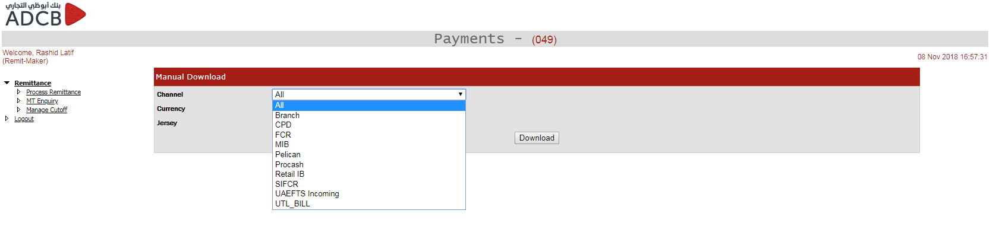 بنك أبوظبي التجاري
ADCB
Payments - (049)
Welcome, Rashid Latif
(Remit-Maker)
08 Nov 2018 16:57:31
Remittance
Process Remittance
MT Enquiry
Manage Cutoff
Logout
Manual Download
Channel
All
Currency
Jersey
All
Branch
CPD
FCR
MIB
Pelican
Procash
Retail IB
SIFCR
UAEFTS Incoming
UTL_BILL
Download